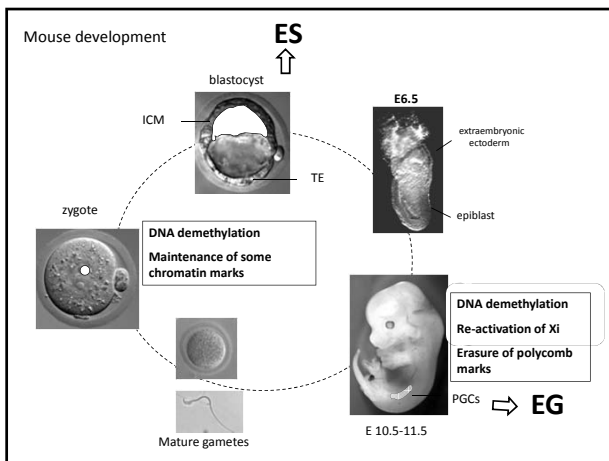 Mouse development
ES
blastocyst
ICM
TE
E6.5
extraembryonic
ectoderm
epiblast
zygote
DNA demethylation
Maintenance of some
chromatin marks
DNA demethylation
Re-activation of Xi
Erasure of polycomb
marks
PGCs
EG
E 10.5-11.5
Mature gametes